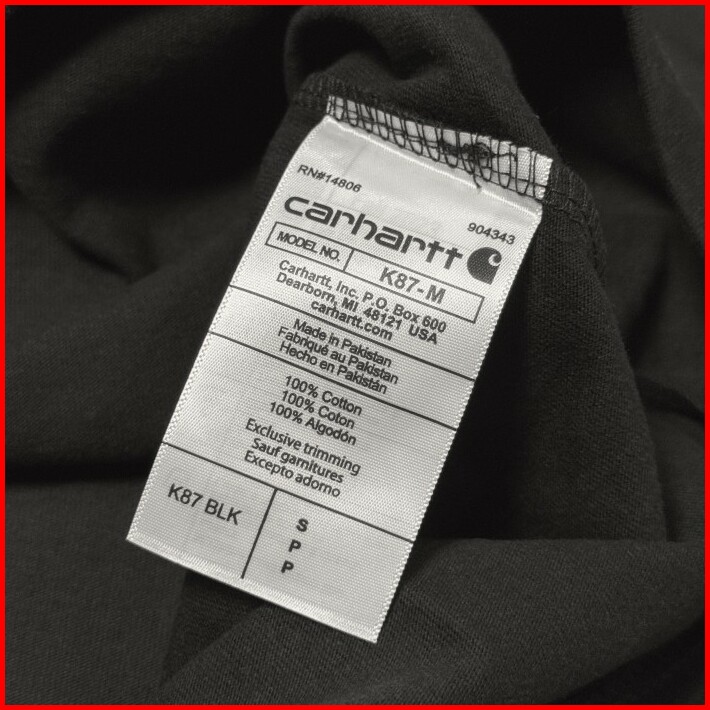 RN#14806
904343
carhartt
MODEL NO. K87-M
Carhartt, Inc. P.O. Box 600
Dearborn, MI 48121 USA
carhartt.com
Made in Pakistan
Fabriqué au Pakistan
Hecho en Pakistán
100% Cotton
100% Coton
100% Algodón
Exclusive trimming
Sauf garnitures
Excepto adorno
K87 BLK
S
P
P